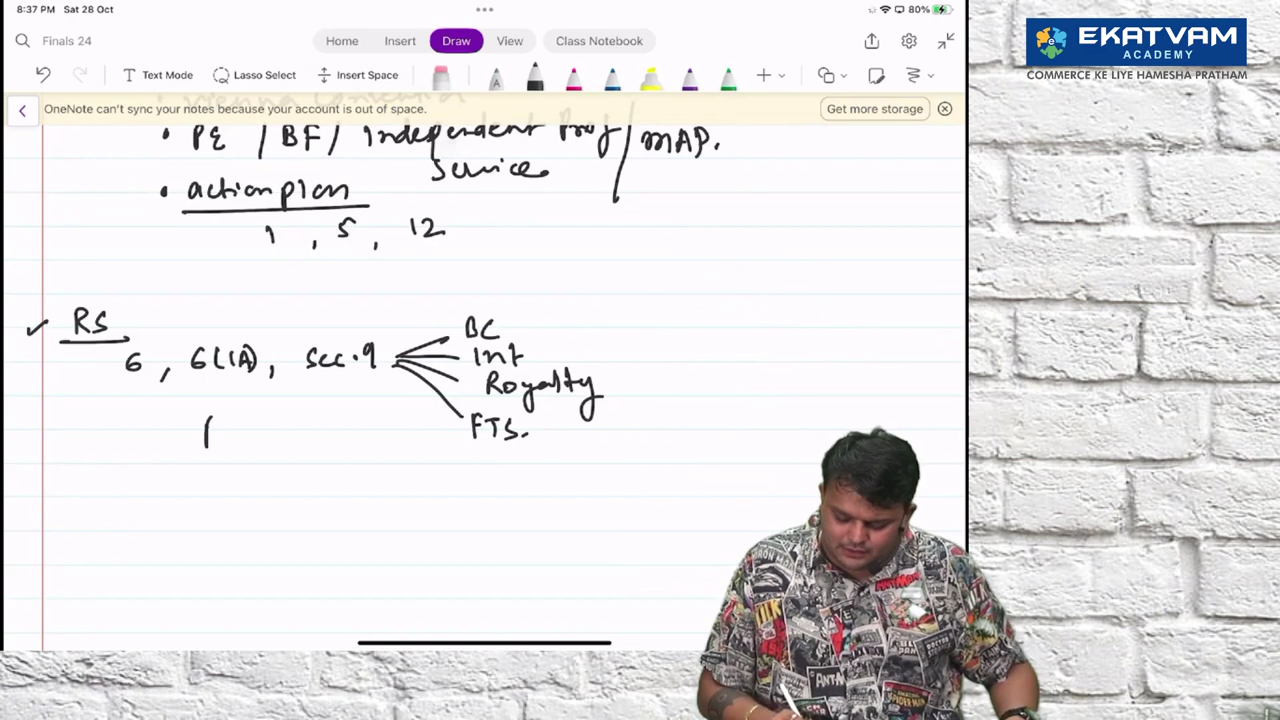 8:37 PM Sat 28 Oct
80%
Finals 24
Home Insert Draw View Class Notebook
Text Mode Lasso Select Insert Space
OneNote can't sync your notes because your account is out of space.
Get more storage
• PE / BF / Independent Prof / MAP.
Service
• action plan
1 , 5 , 12
✓ RS
6 , 6(1A) , Sec.9
BC
Int
Royalty
FTS.
EKATVAM
ACADEMY
COMMERCE KE LIYE HAMESHA PRATHAM